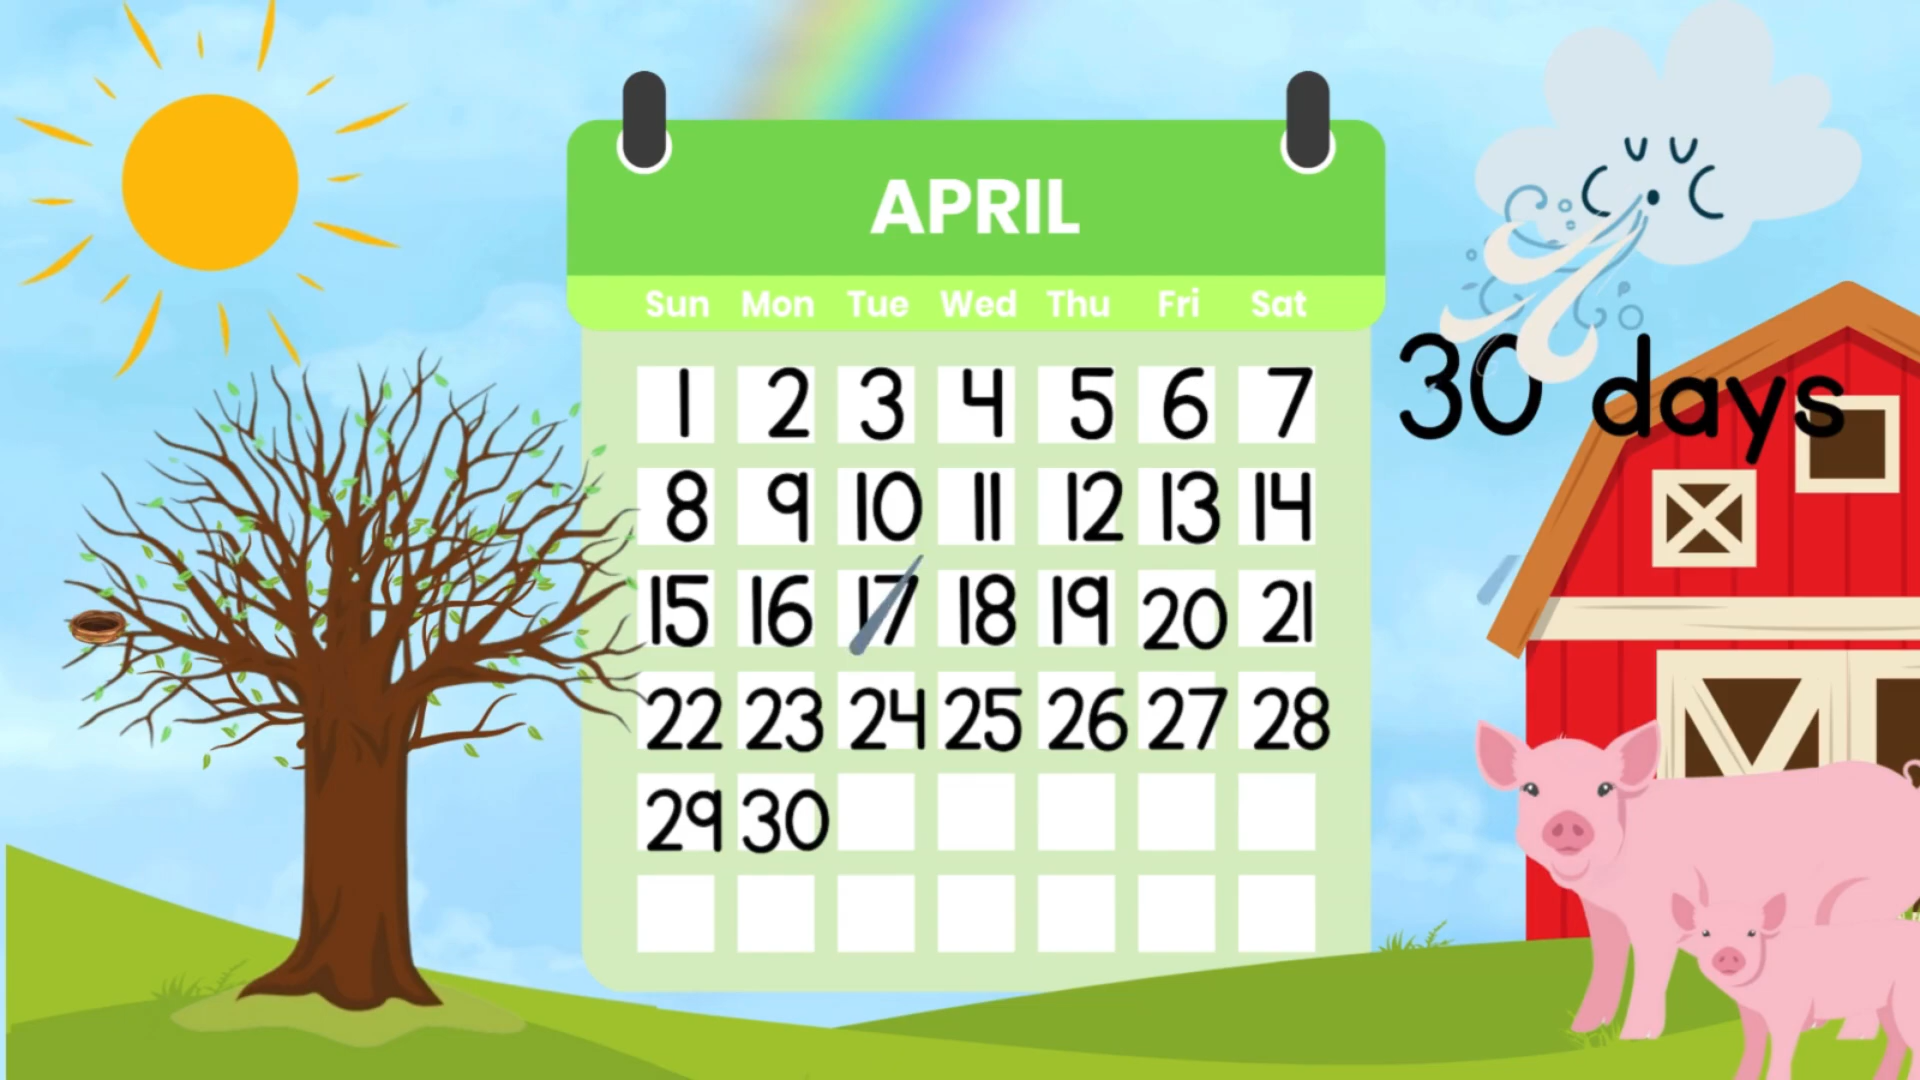 APRIL
Sun Mon Tue Wed Thu Fri Sat
30 days
1 2 3 4 5 6 7
8 9 10 11 12 13 14
15 16 17 18 19 20 21
22 23 24 25 26 27 28
29 30